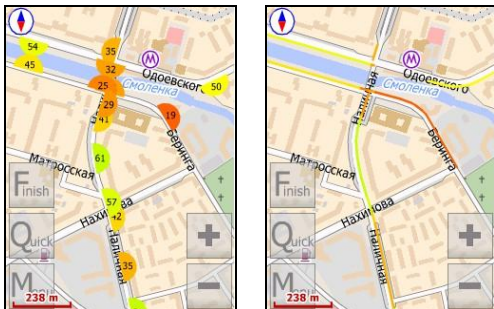 54
45
35
32
25
29
41
19
50
61
57
42
35
M
Одоевского
Смоленка
Беринга
Матросская
Нахимова
Наличная
Finish
Quick
238 m
M
Одоевского
Наличная
Смоленка
Беринга
Матросская
Нахимова
Наличная
Finish
Quick
238 m